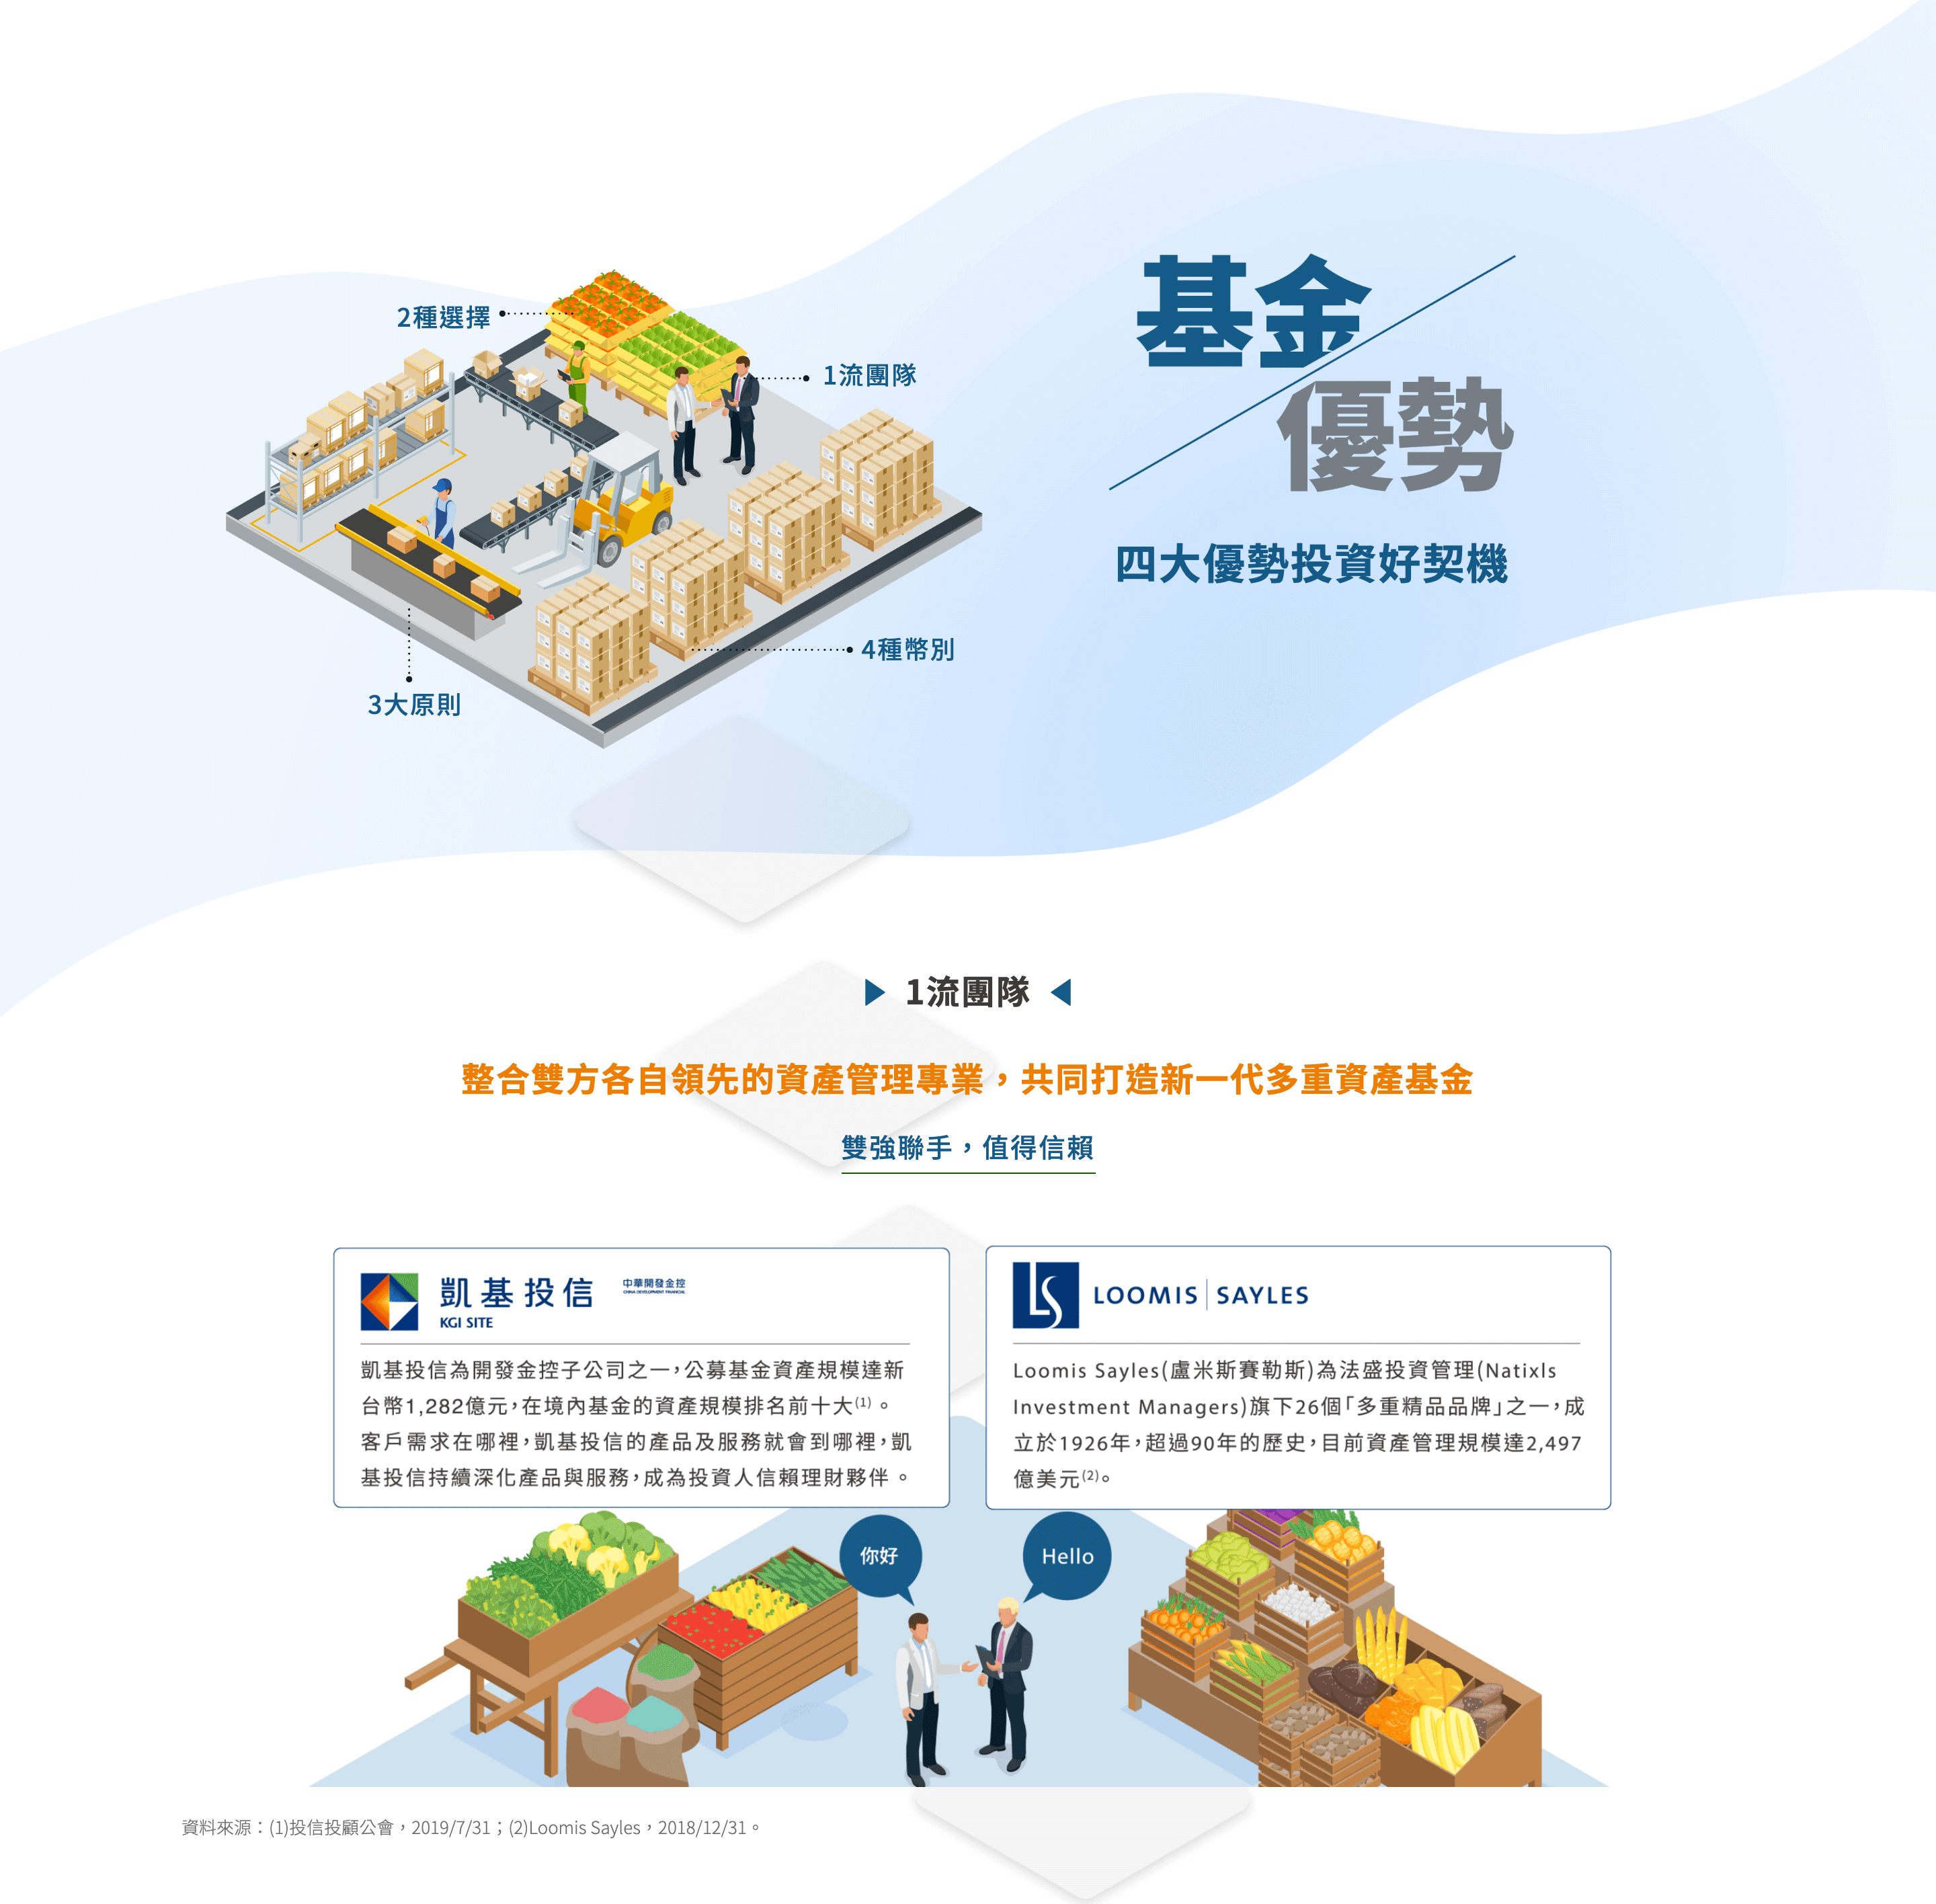 基金
優勢
四大優勢投資好契機
2種選擇
1流團隊
4種幣別
3大原則
1流團隊
整合雙方各自領先的資產管理專業，共同打造新一代多重資產基金
雙強聯手，值得信賴
凱基投信
KGI SITE
中華開發金控
CHINA DEVELOPMENT FINANCIAL
凱基投信為開發金控子公司之一，公募基金資產規模達新
台幣1,282億元，在境內基金的資產規模排名前十大(1)。
客戶需求在哪裡，凱基投信的產品及服務就會到哪裡，凱
基投信持續深化產品與服務，成為投資人信賴理財夥伴。
LS
LOOMIS | SAYLES
Loomis Sayles(盧米斯賽勒斯)為法盛投資管理(Natixls
Investment Managers)旗下26個「多重精品品牌」之一，成
立於1926年，超過90年的歷史，目前資產管理規模達2,497
億美元(2)。
你好
Hello
資料來源：(1)投信投顧公會，2019/7/31；(2)Loomis Sayles，2018/12/31。